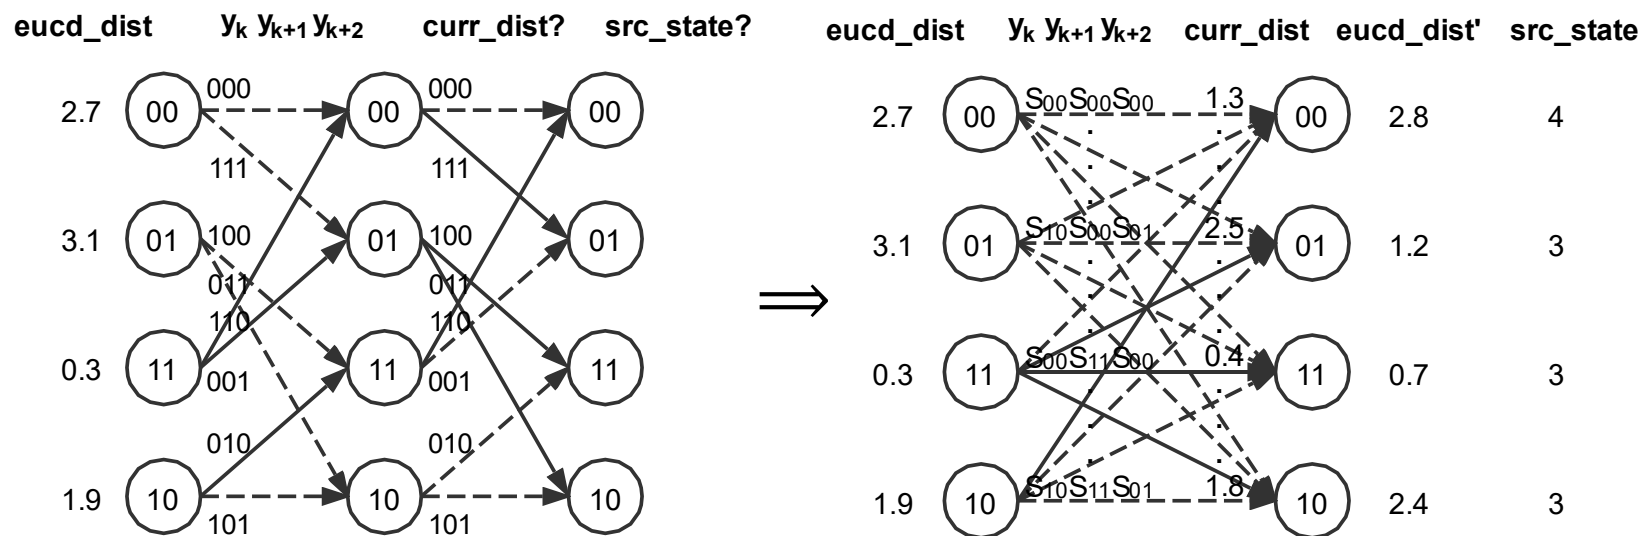 eucd_dist yₖ yₖ₊₁ yₖ₊₂ curr_dist? src_state? eucd_dist yₖ yₖ₊₁ yₖ₊₂ curr_dist eucd_dist' src_state
000 000 S₀₀S₀₀S₀₀ 1.3
2.7 00 00 00 2.7 00 00 2.8 4
111 111
100 100 S₁₀S₀₀S₀₁ 2.5
3.1 01 01 01 3.1 01 01 1.2 3
011 011
⇒
110 110
S₀₀S₁₁S₀₀ 0.4
0.3 11 11 11 0.3 11 11 0.7 3
001 001
010 010
S₁₀S₁₁S₀₁ 1.8
1.9 10 10 10 1.9 10 10 2.4 3
101 101